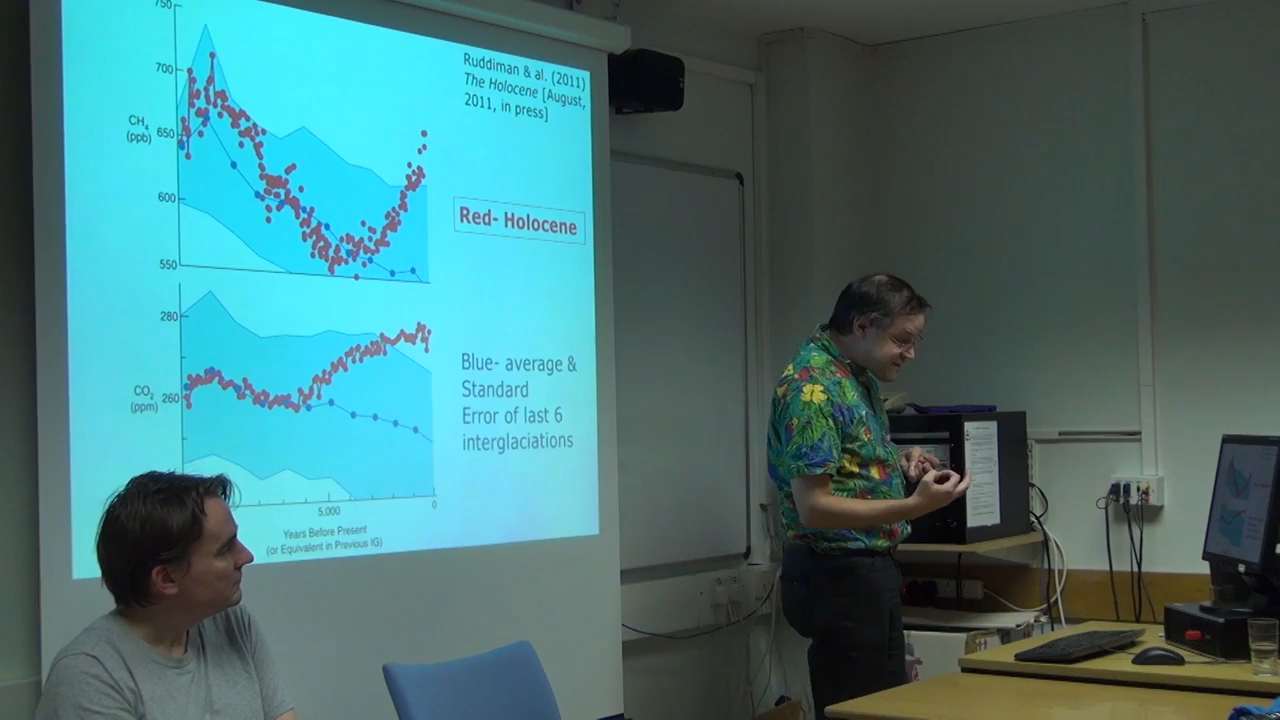 750
700
CH4
(ppb)
650
600
550
Ruddiman & al. (2011)
The Holocene [August,
2011, in press]
Red- Holocene
280
CO2
(ppm)
260
5,000
0
Years Before Present
(or Equivalent in Previous IG)
Blue- average &
Standard
Error of last 6
interglaciations